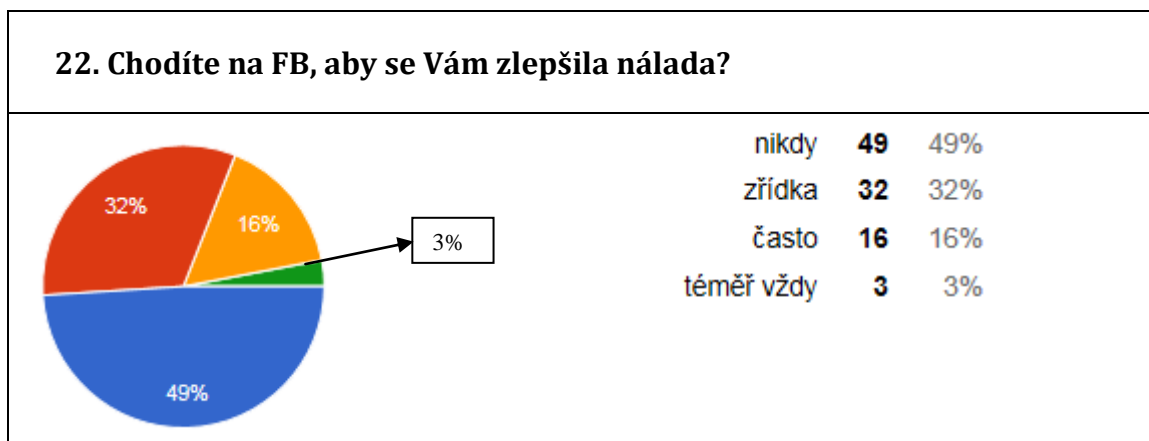 22. Chodíte na FB, aby se Vám zlepšila nálada?
32%
16%
3%
49%
nikdy 49 49%
zřídka 32 32%
často 16 16%
téměř vždy 3 3%